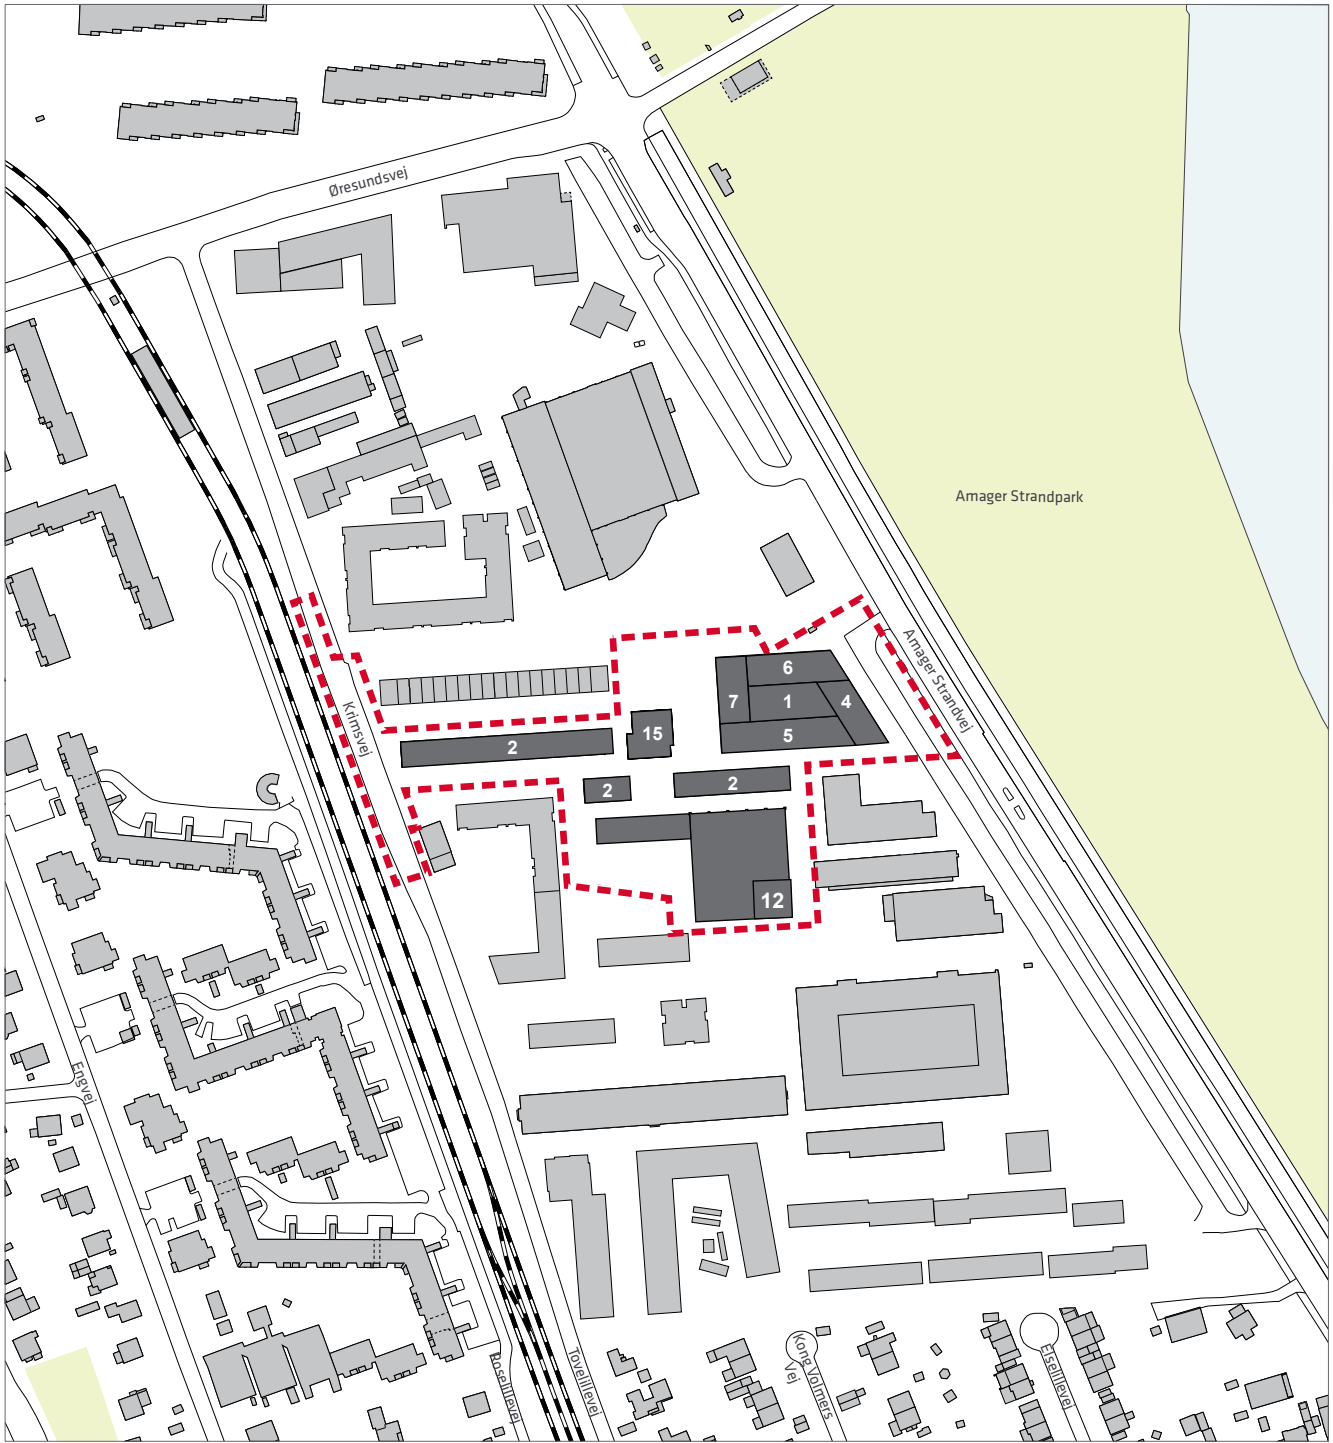 Øresundsvej
Amager Strandpark
Amager Strandvej
6
7
1
4
5
15
Krimsvej
2
2
2
12
Engvej
Roselillevej
Tovelillevej
Kong Volmers
Vej
Elselillevej